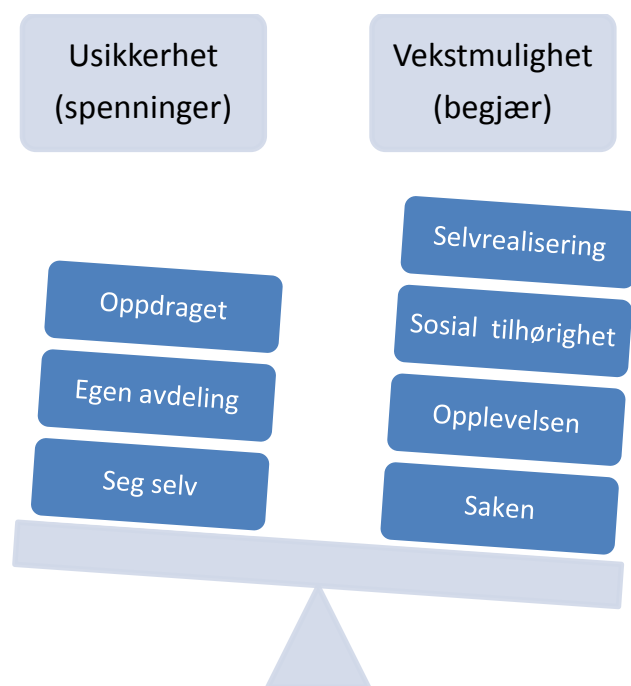 Usikkerhet
(spenninger)
Vekstmulighet
(begjær)
Oppdraget
Egen avdeling
Seg selv
Selvrealisering
Sosial tilhørighet
Opplevelsen
Saken